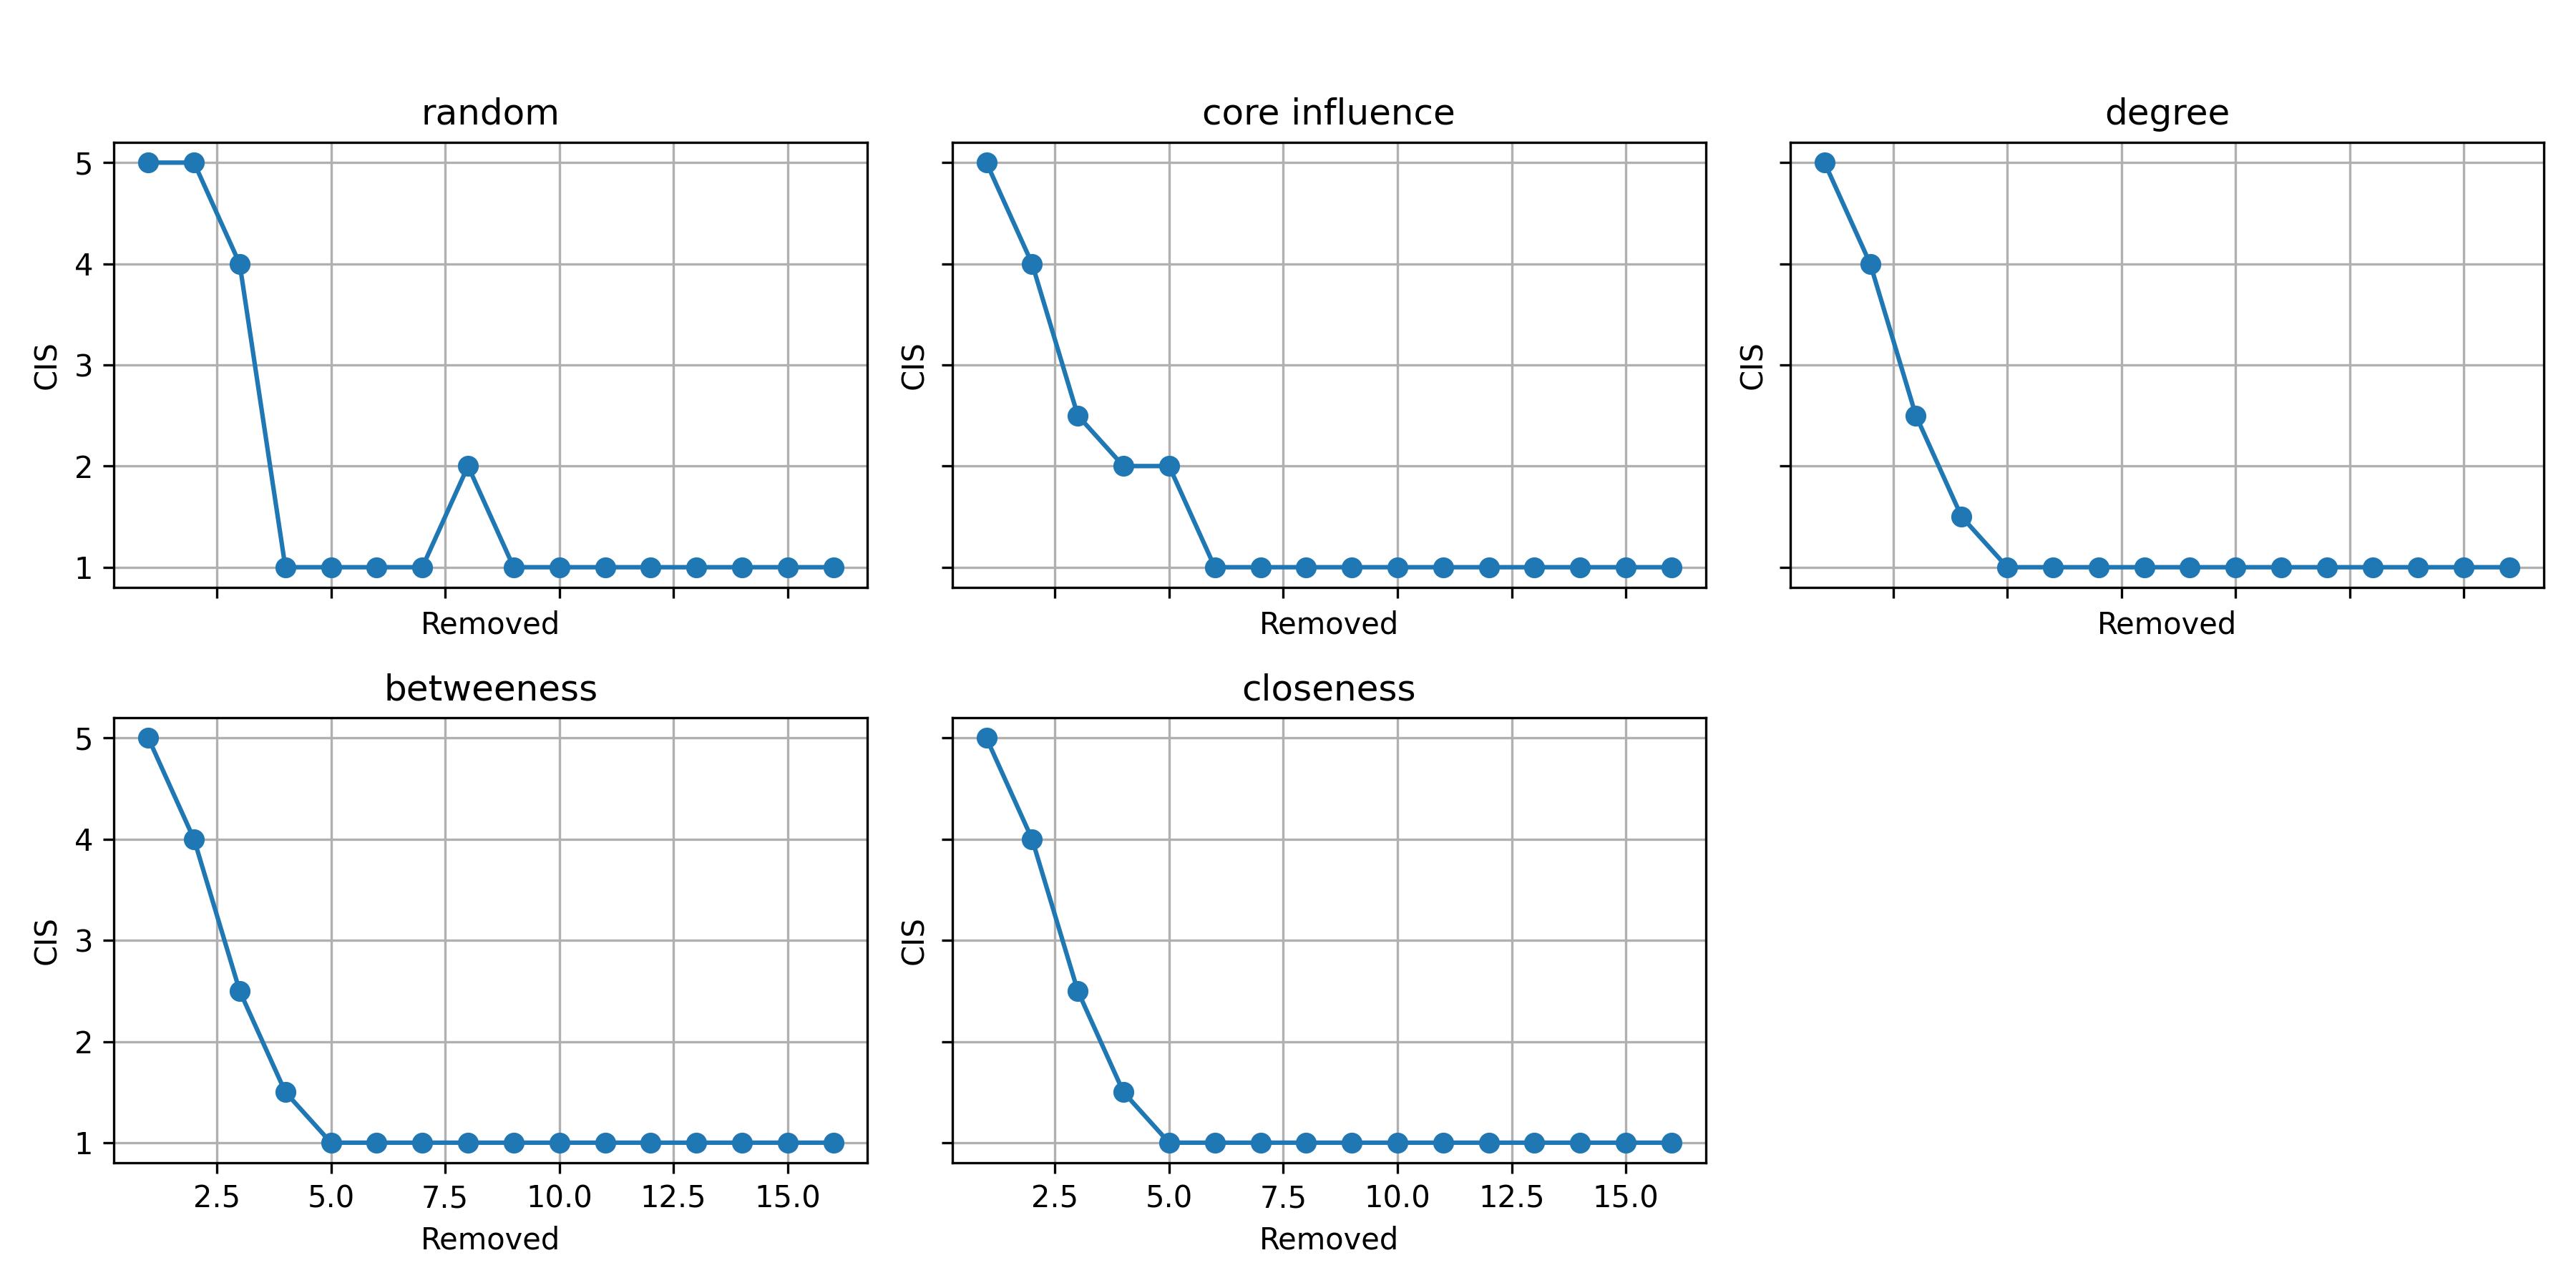 random
core influence
degree
5
4
3
2
1
CIS
CIS
CIS
Removed
Removed
Removed
betweeness
closeness
5
4
3
2
1
CIS
CIS
2.5 5.0 7.5 10.0 12.5 15.0
2.5 5.0 7.5 10.0 12.5 15.0
Removed
Removed